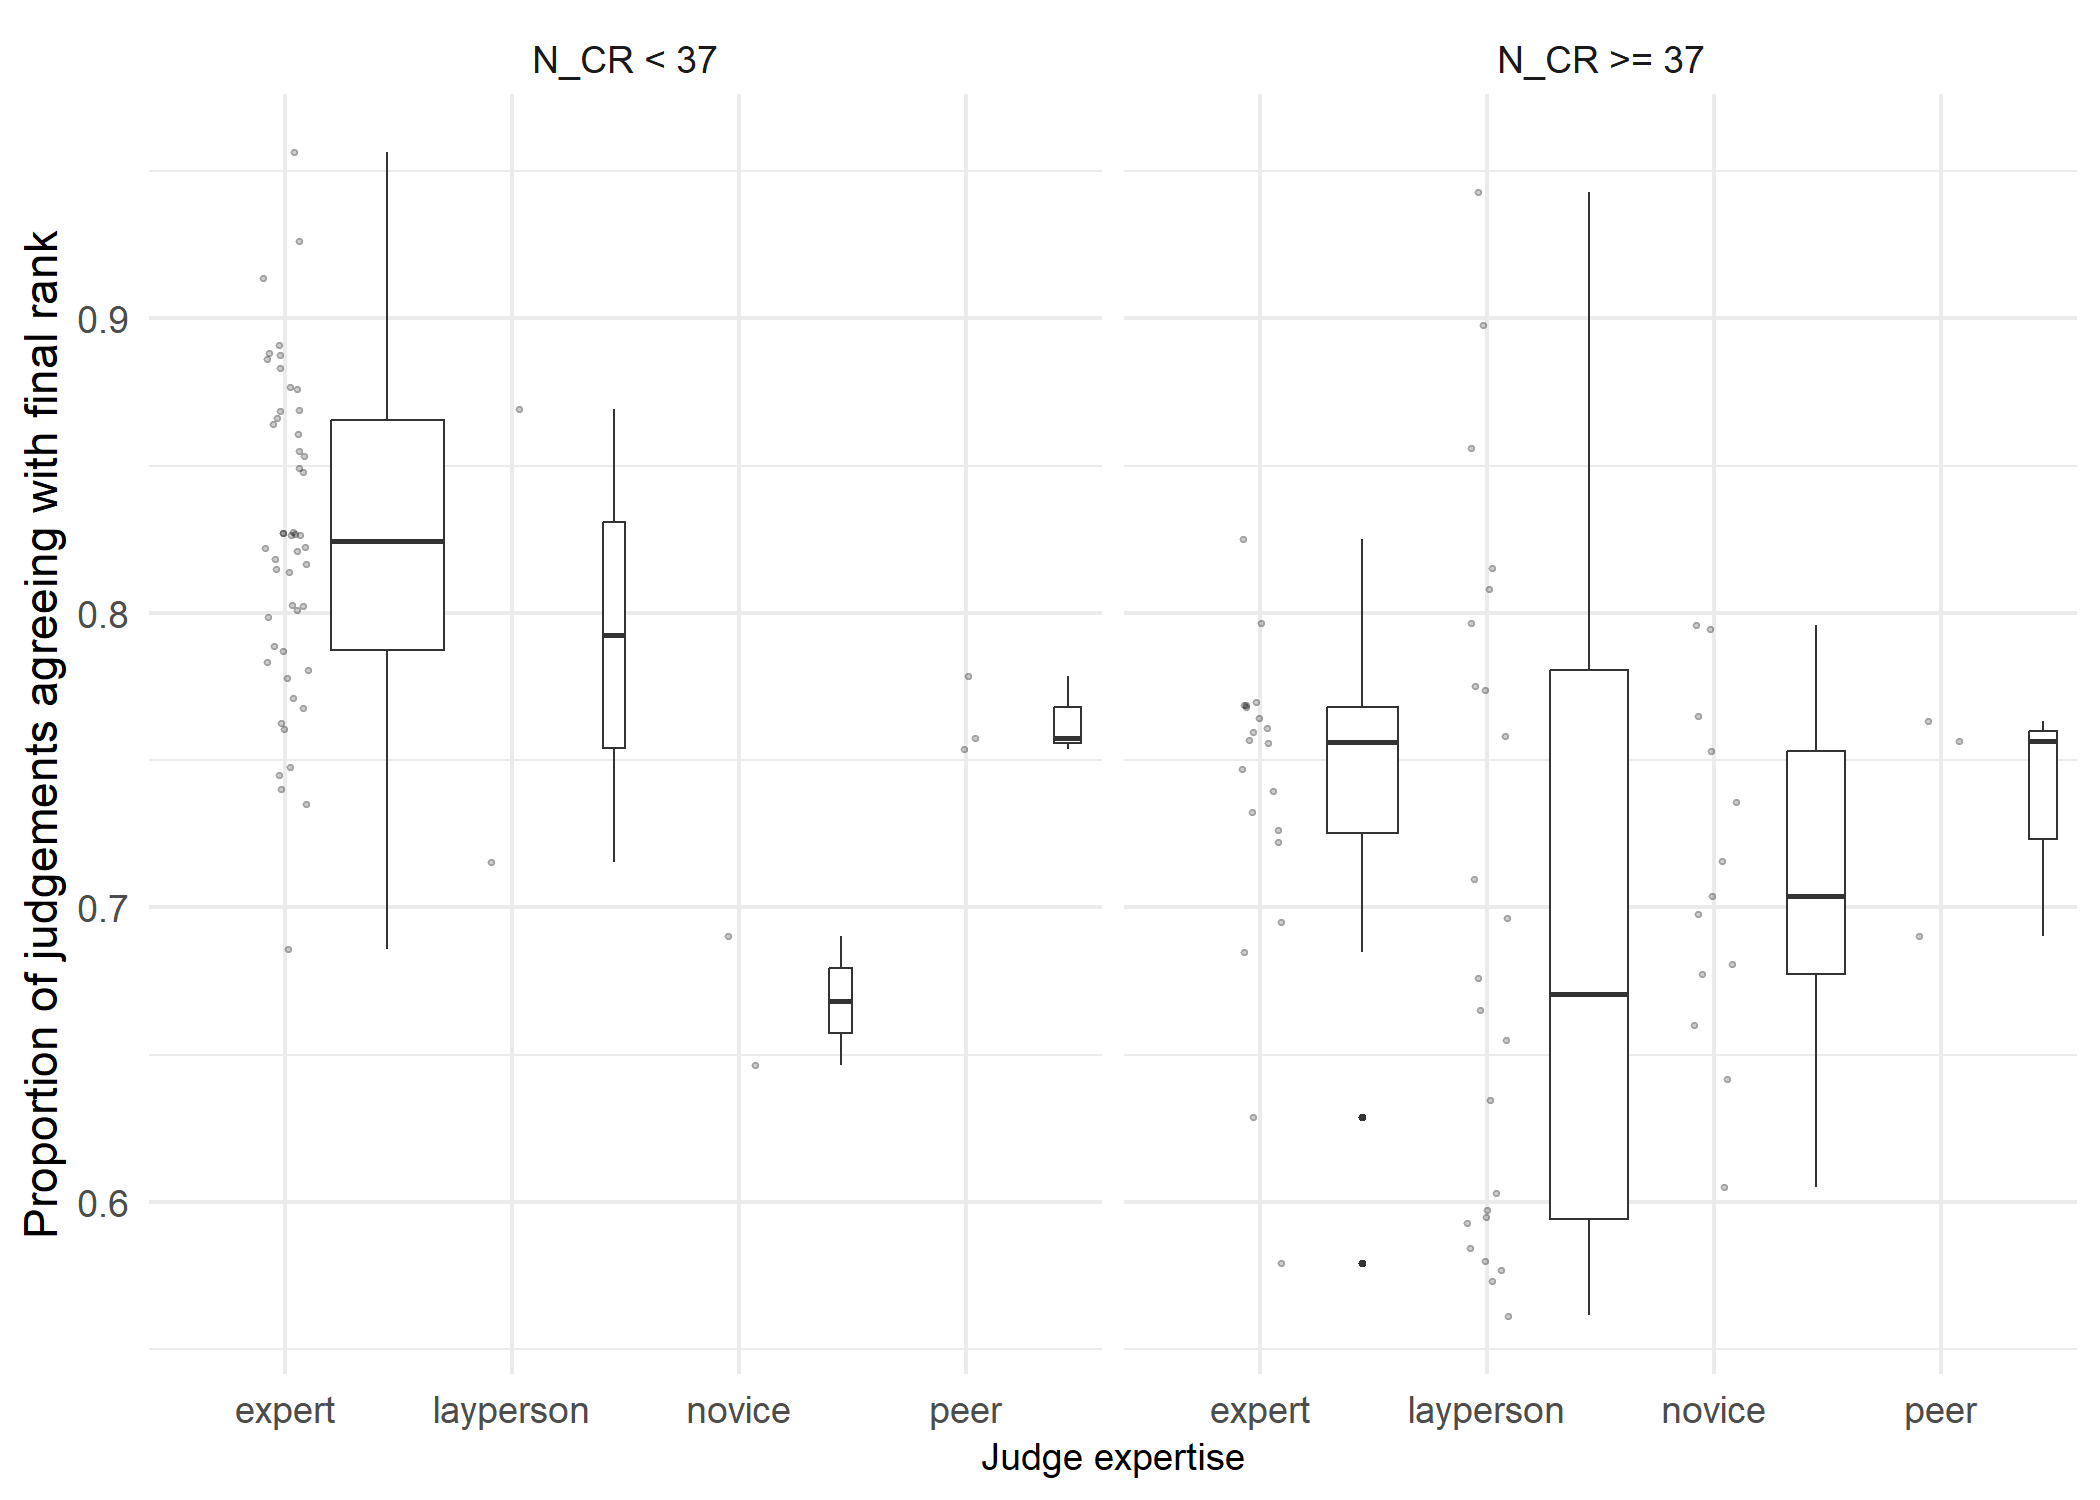 N_CR < 37
N_CR >= 37
Proportion of judgements agreeing with final rank
0.9
0.8
0.7
0.6
expert layperson novice peer
expert layperson novice peer
Judge expertise